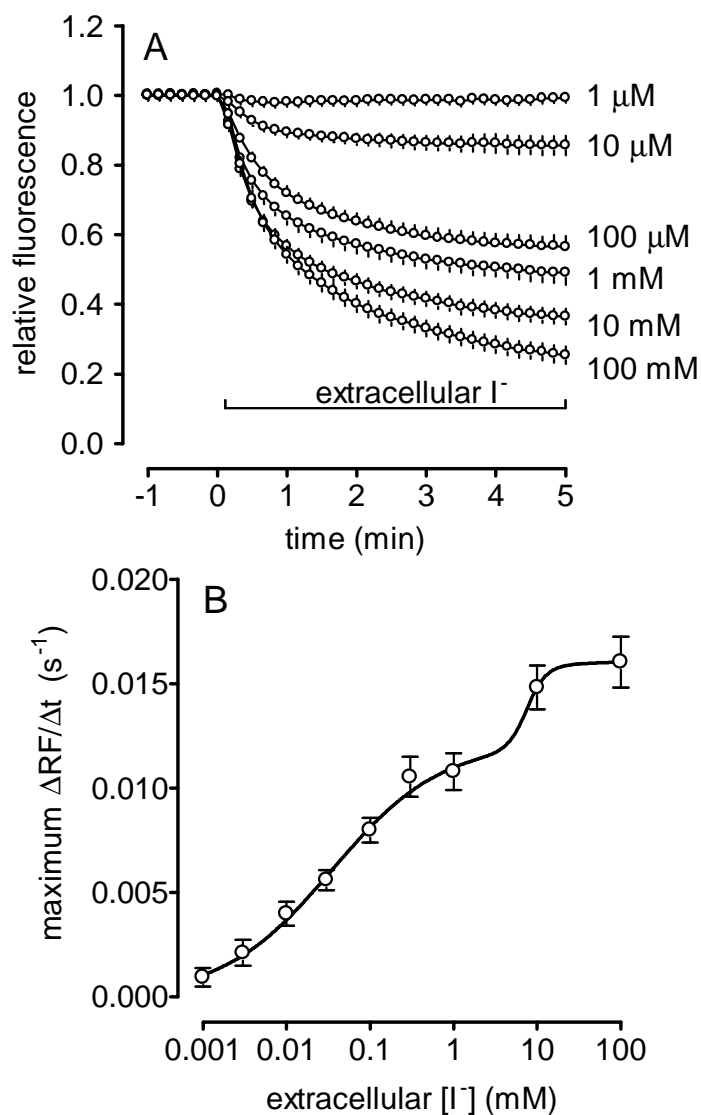 A
1.2
1.0
0.8
0.6
0.4
0.2
0.0
relative fluorescence
1 μM
10 μM
100 μM
1 mM
10 mM
100 mM
extracellular I⁻
-1 0 1 2 3 4 5
time (min)
B
0.020
0.015
0.010
0.005
0.000
maximum ΔRF/Δt (s⁻¹)
0.001 0.01 0.1 1 10 100
extracellular [I⁻] (mM)